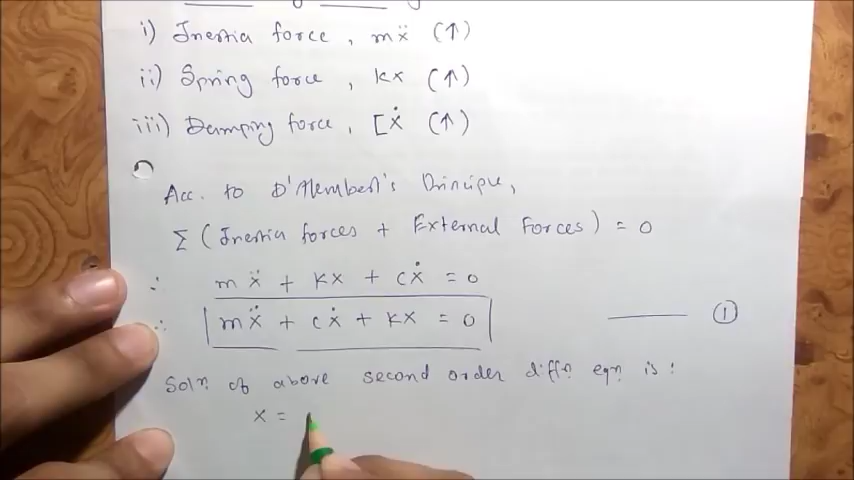 i) Inertia force, mẍ (↑)
ii) Spring force, kx (↑)
iii) Damping force, [ẋ (↑)
Acc. to D'Alembert's Principle,
Σ (Inertia forces + External Forces) = 0
∴ mẍ + kx + cẋ = 0
∴ mẍ + cẋ + kx = 0 ——— ①
Soln of above second order diffn eqn is:
x =